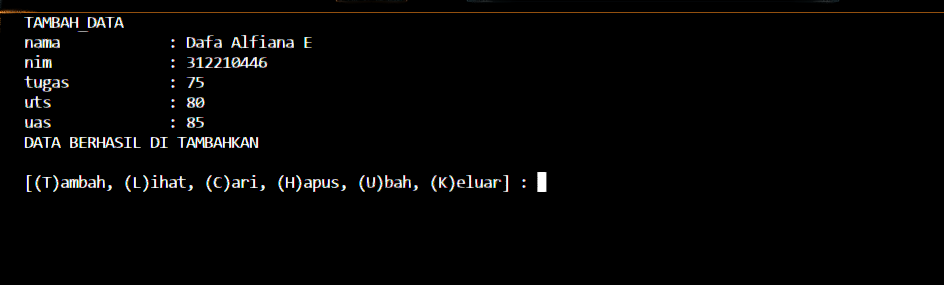 TAMBAH_DATA
nama : Dafa Alfiana E
nim : 312210446
tugas : 75
uts : 80
uas : 85
DATA BERHASIL DI TAMBAHKAN
[(T)ambah, (L)ihat, (C)ari, (H)apus, (U)bah, (K)eluar] :